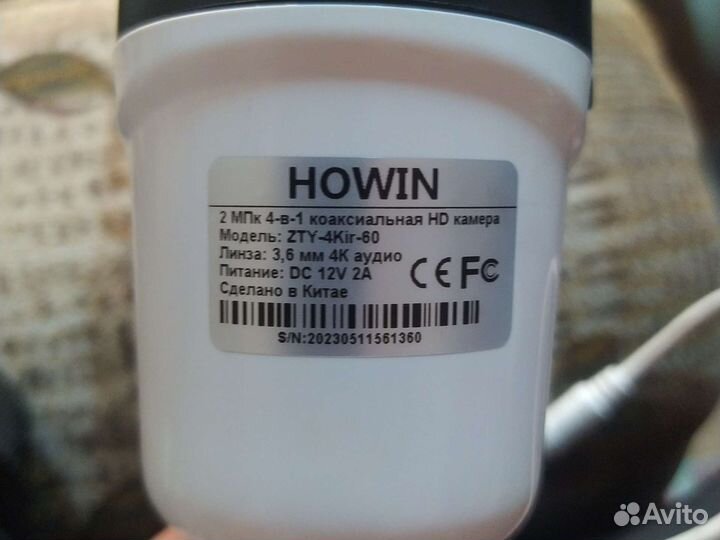 HOWIN
2 МПк 4-в-1 коаксиальная HD камера
Модель: ZTY-4Kir-60
Линза: 3,6 мм 4K аудио
Питание: DC 12V 2A
CE FC
Сделано в Китае
S/N:20230511561360
Avito